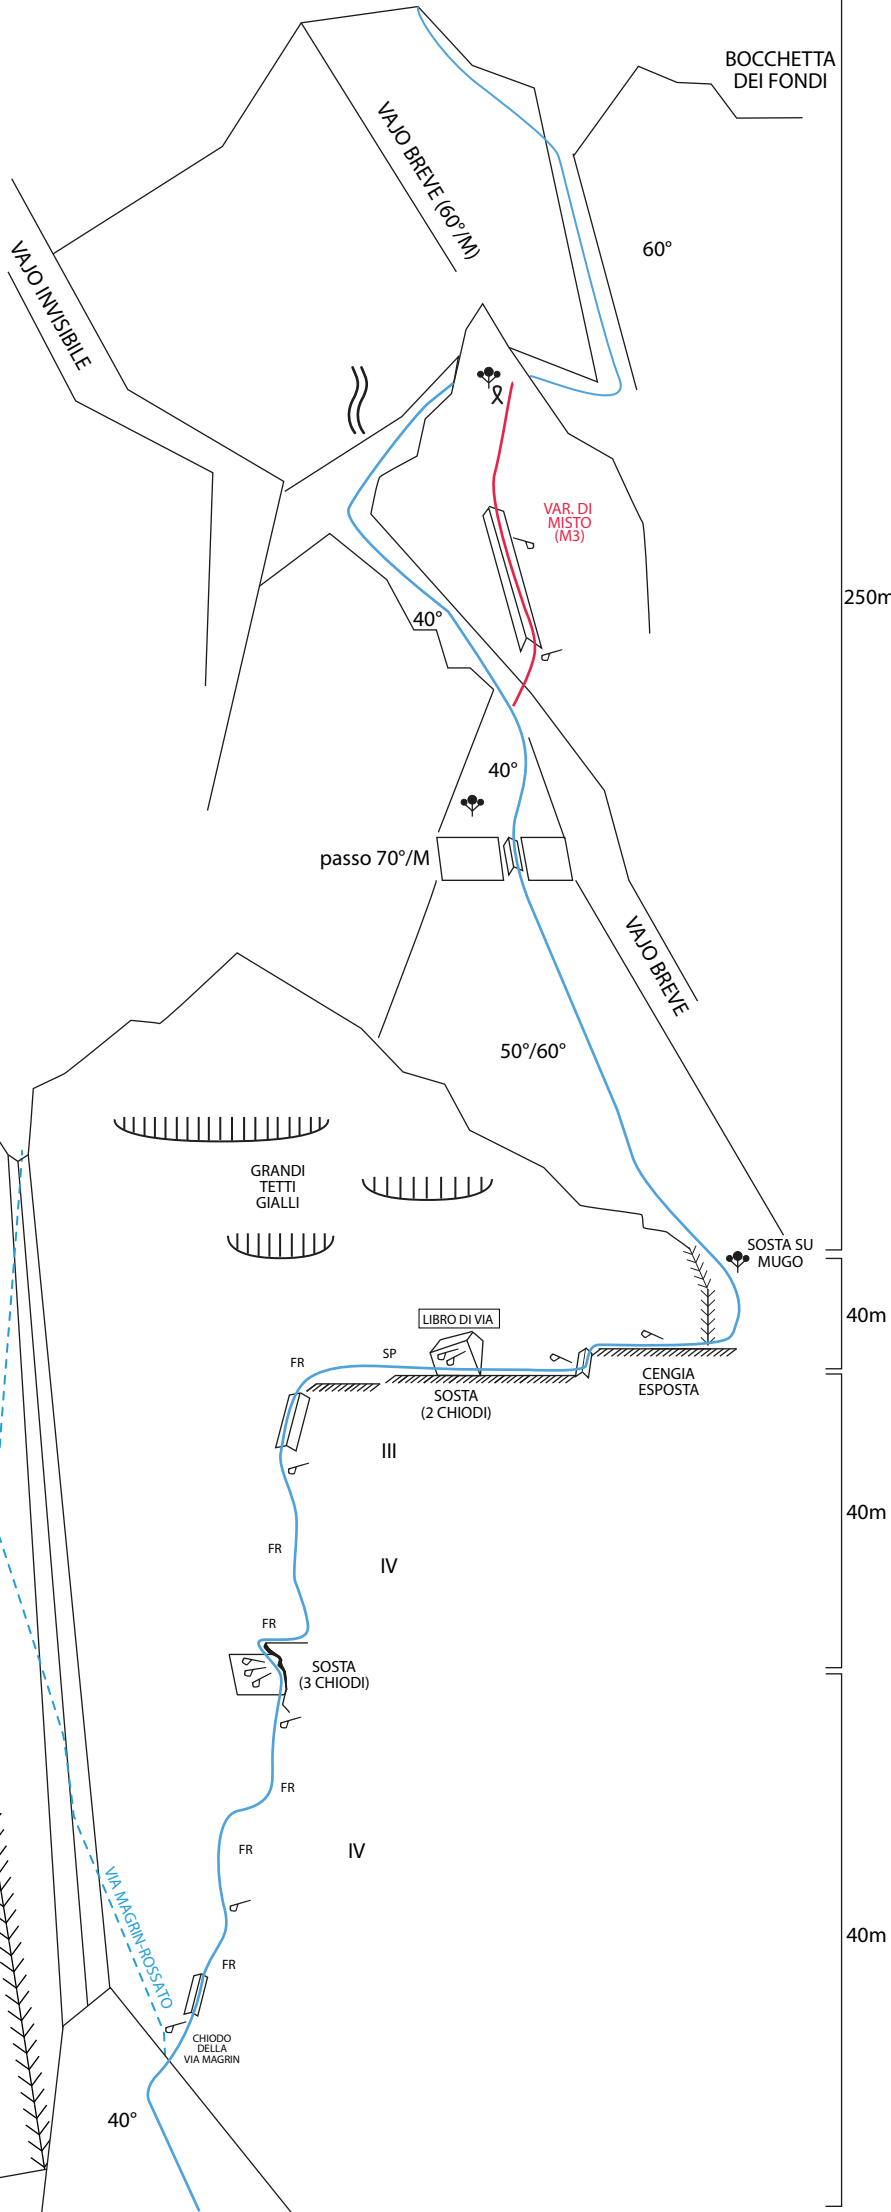 BOCCHETTA
DEI FONDI
VAJO BREVE (60°/M)
60°
VAJO INVISIBILE
VAR. DI
MISTO
(M3)
250m
40°
40°
passo 70°/M
VAJO BREVE
50°/60°
GRANDI
TETTI
GIALLI
SOSTA SU
MUGO
40m
LIBRO DI VIA
SP
FR
CENGIA
ESPOSTA
SOSTA
(2 CHIODI)
III
40m
FR
IV
FR
SOSTA
(3 CHIODI)
FR
FR
IV
40m
VIA MAGRIN-ROSSATO
FR
CHIODO
DELLA
VIA MAGRIN
40°